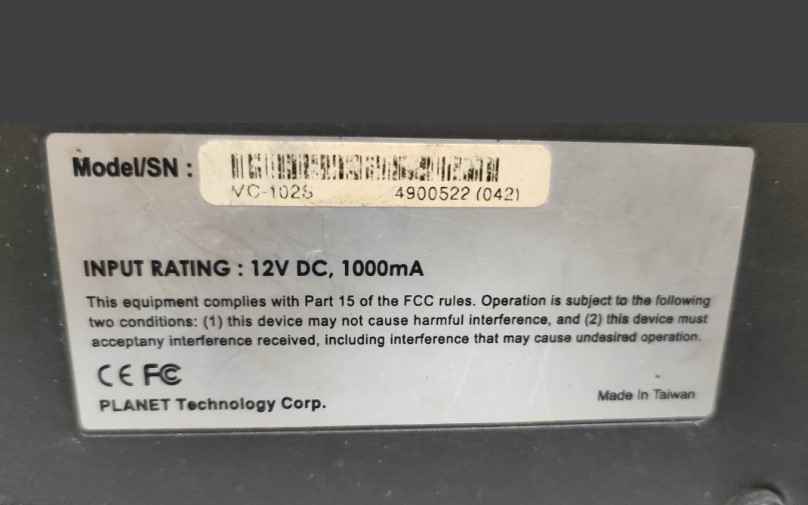 Model/SN :
VC-102S 4900522 (042)
INPUT RATING : 12V DC, 1000mA
This equipment complies with Part 15 of the FCC rules. Operation is subject to the following
two conditions: (1) this device may not cause harmful interference, and (2) this device must
acceptany interference received, including interference that may cause undesired operation.
CE FC
PLANET Technology Corp.
Made In Taiwan